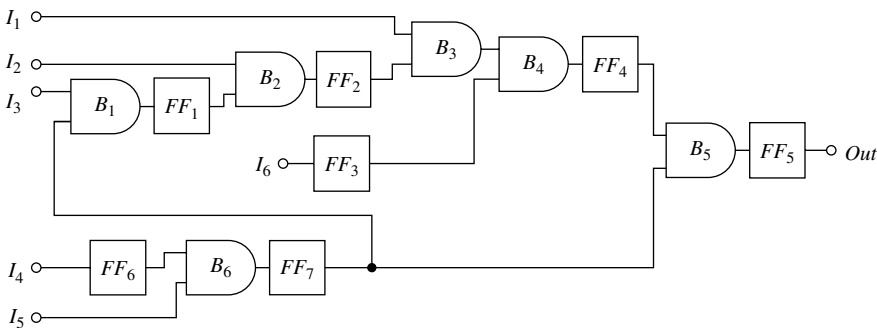 I₁
B₃
I₂
B₂
FF₂
B₄
FF₄
I₃
B₁
FF₁
I₆
FF₃
B₅
FF₅
Out
I₄
FF₆
B₆
FF₇
I₅